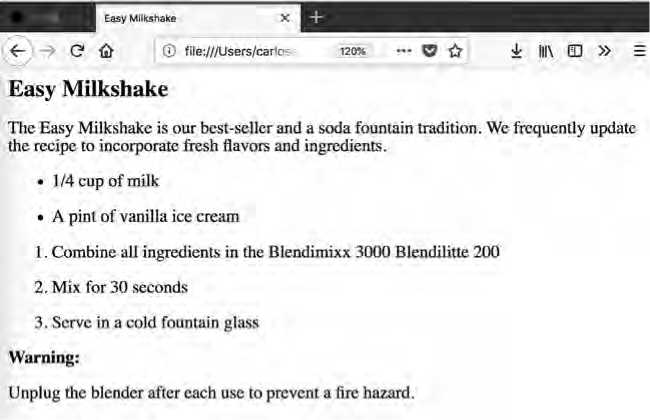 Easy Milkshake
file:///Users/carlos
120%
Easy Milkshake
The Easy Milkshake is our best-seller and a soda fountain tradition. We frequently update
the recipe to incorporate fresh flavors and ingredients.
• 1/4 cup of milk
• A pint of vanilla ice cream
1. Combine all ingredients in the Blendimixx 3000 Blendilitte 200
2. Mix for 30 seconds
3. Serve in a cold fountain glass
Warning:
Unplug the blender after each use to prevent a fire hazard.